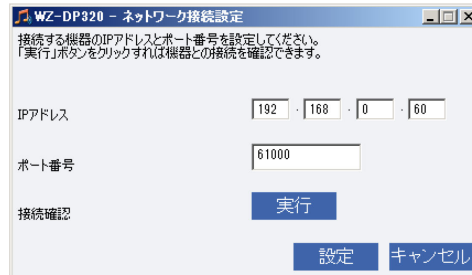 WZ-DP320 - ネットワーク接続設定
接続する機器のIPアドレスとポート番号を設定してください。
「実行」ボタンをクリックすれば機器との接続を確認できます。
IPアドレス 192 . 168 . 0 . 60
ポート番号 61000
接続確認 実行
設定 キャンセル